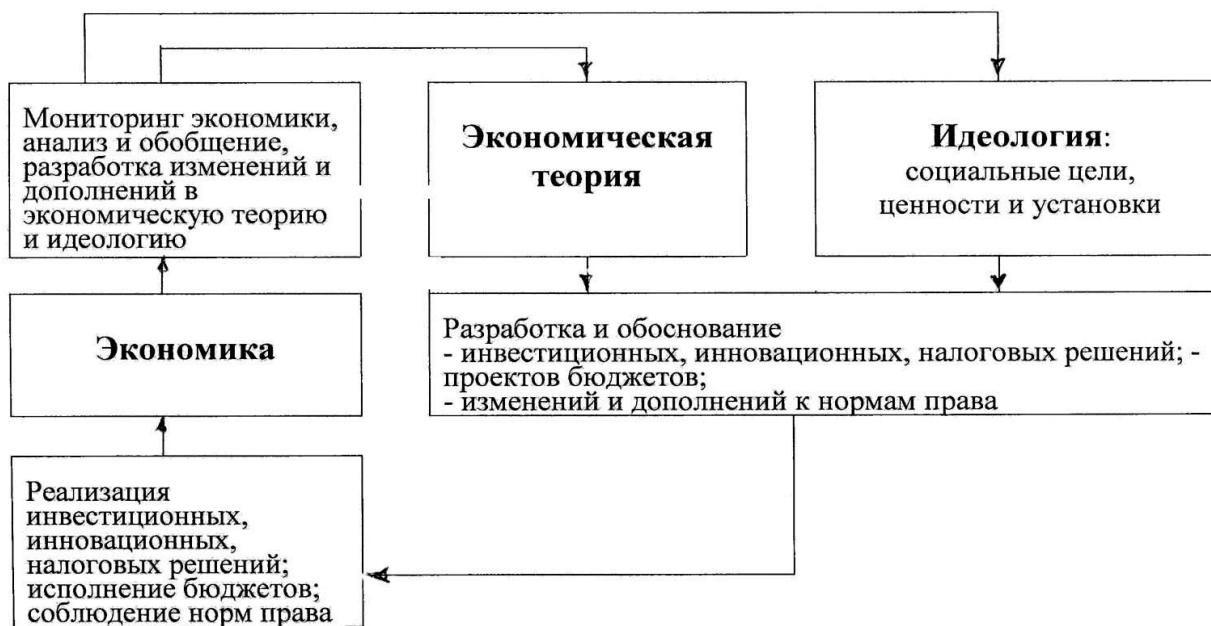 Мониторинг экономики,
анализ и обобщение,
разработка изменений и
дополнений в
экономическую теорию
и идеологию
Экономическая
теория
Идеология:
социальные цели,
ценности и установки
Экономика
Разработка и обоснование
- инвестиционных, инновационных, налоговых решений; -
проектов бюджетов;
- изменений и дополнений к нормам права
Реализация
инвестиционных,
инновационных,
налоговых решений;
исполнение бюджетов;
соблюдение норм права